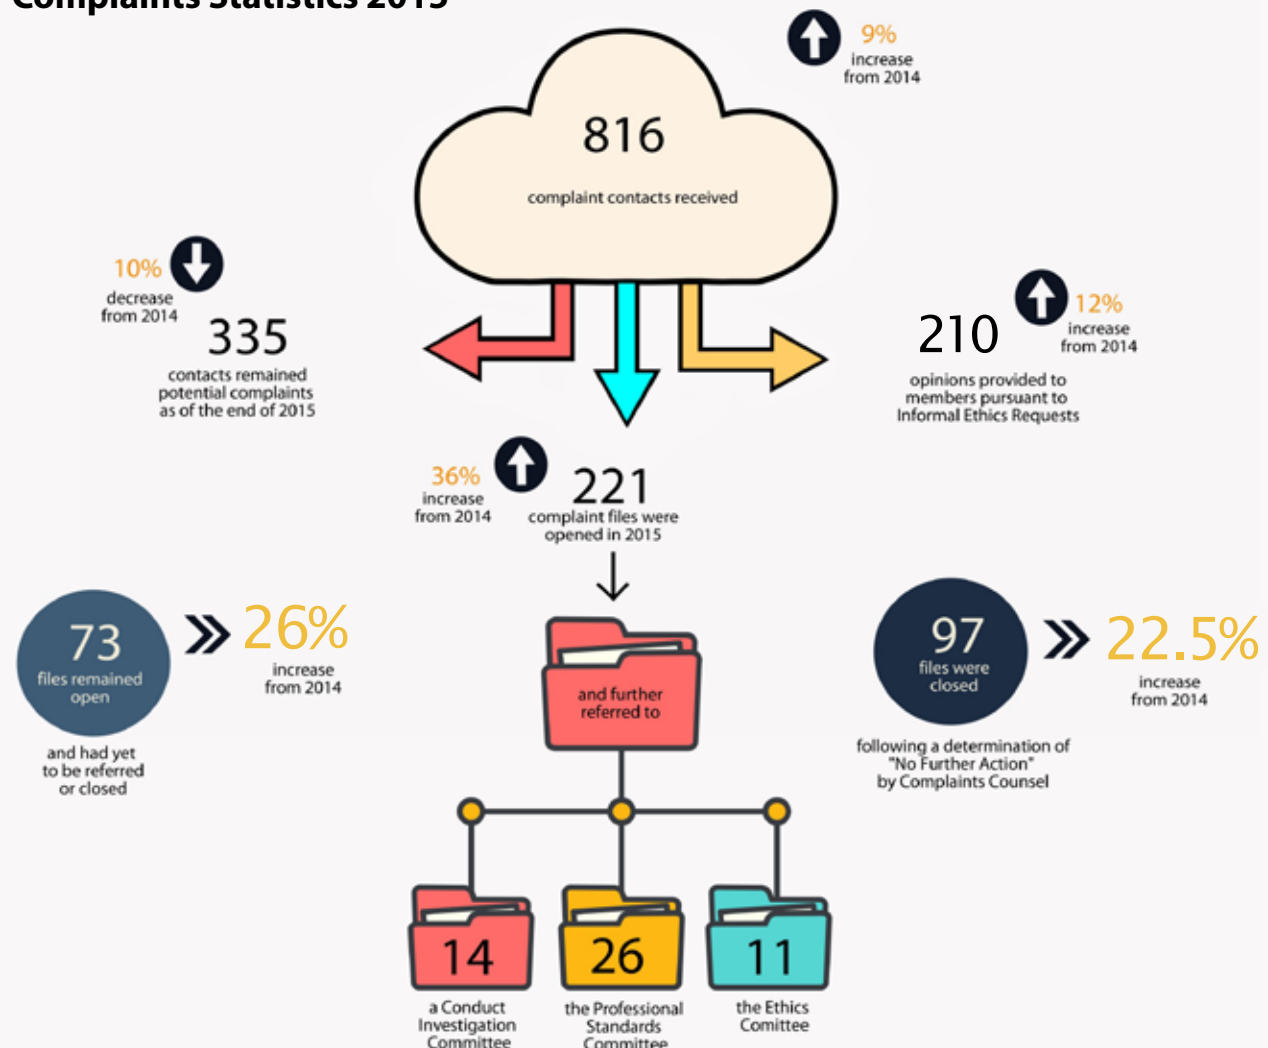 Complaints Statistics 2015
9%
increase
from 2014
816
complaint contacts received
10%
decrease
from 2014
335
contacts remained
potential complaints
as of the end of 2015
210
12%
increase
from 2014
opinions provided to
members pursuant to
Informal Ethics Requests
36%
increase
from 2014
221
complaint files were
opened in 2015
73
files remained
open
26%
increase
from 2014
and had yet
to be referred
or closed
and further
referred to
97
files were
closed
22.5%
increase
from 2014
following a determination of
"No Further Action"
by Complaints Counsel
14
a Conduct
Investigation
Committee
26
the Professional
Standards
Committee
11
the Ethics
Comittee